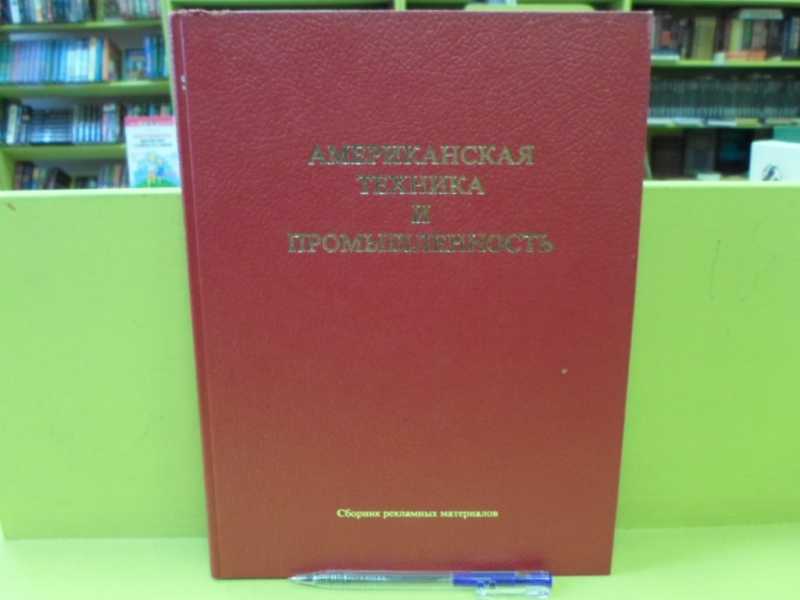 АМЕРИКАНСКАЯ
ТЕХНИКА
И
ПРОМЫШЛЕННОСТЬ
Сборник рекламных материалов